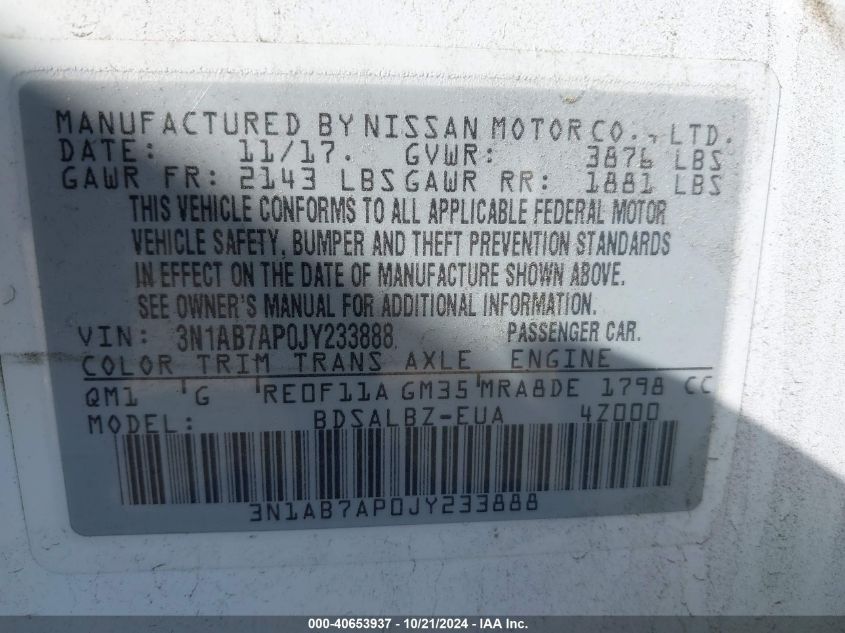 MANUFACTURED BY NISSAN MOTOR CO., LTD.
DATE: 11/17. GVWR: 3876 LBS
GAWR FR: 2143 LBS GAWR RR: 1881 LBS
THIS VEHICLE CONFORMS TO ALL APPLICABLE FEDERAL MOTOR
VEHICLE SAFETY, BUMPER AND THEFT PREVENTION STANDARDS
IN EFFECT ON THE DATE OF MANUFACTURE SHOWN ABOVE.
SEE OWNER'S MANUAL FOR ADDITIONAL INFORMATION.
VIN: 3N1AB7AP0JY233888 PASSENGER CAR.
COLOR TRIM TRANS AXLE ENGINE
QM1 G RE0F11A GM35 MRA8DE 1798 CC
MODEL: BDSALBZ-EUA 4Z000
3N1AB7AP0JY233888
000-40653937 - 10/21/2024 - IAA Inc.